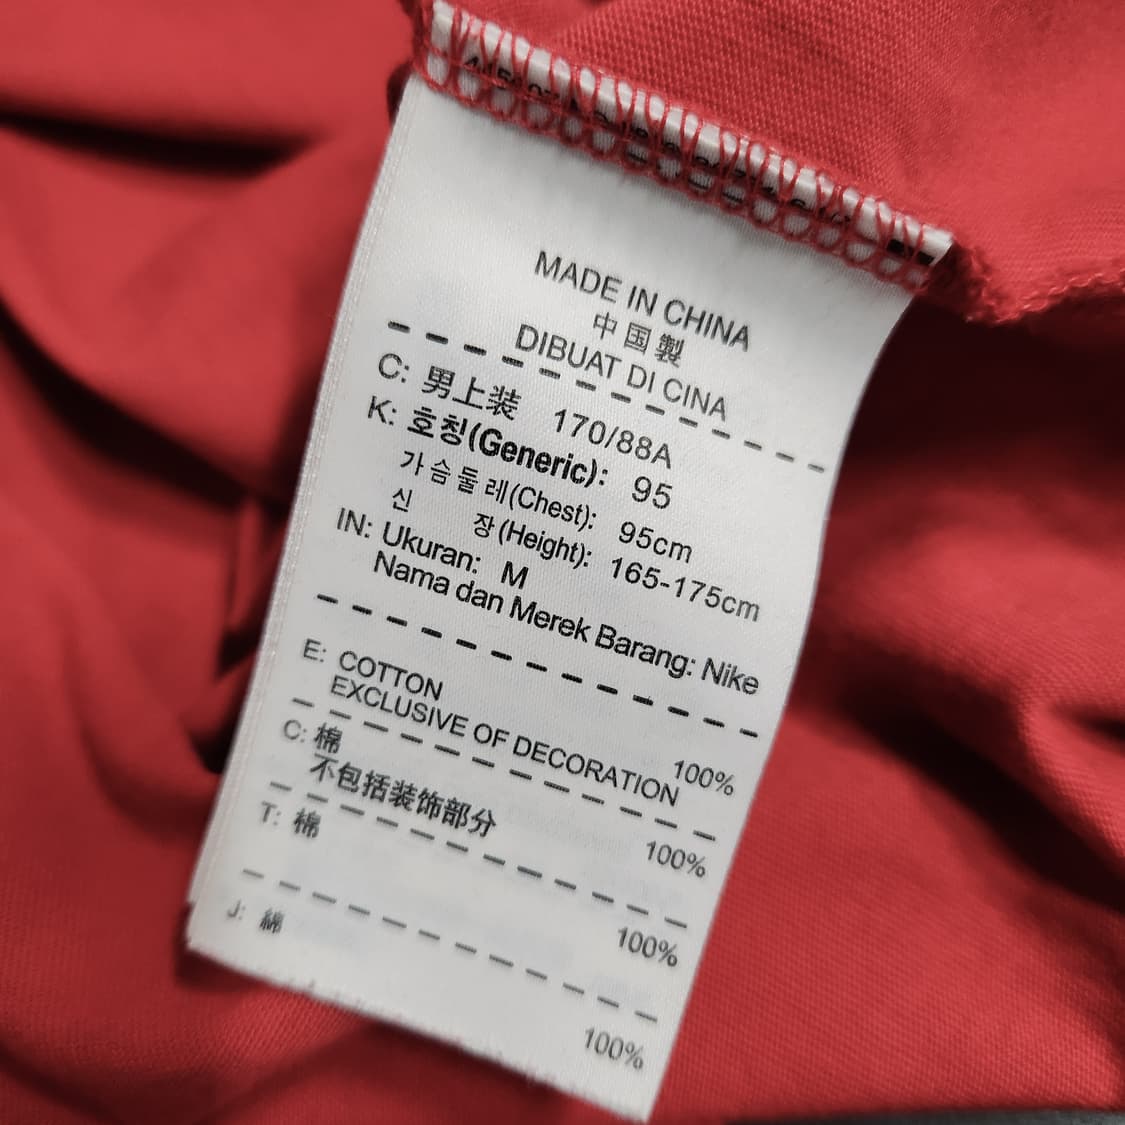 MADE IN CHINA
中国製
DIBUAT DI CINA
C: 男上装 170/88A
K: 호칭(Generic): 95
가슴둘레(Chest): 95cm
신 장(Height): 165-175cm
IN: Ukuran: M
Nama dan Merek Barang: Nike
E: COTTON 100%
EXCLUSIVE OF DECORATION
C: 棉 100%
不包括装饰部分
T: 棉 100%
J: 綿 100%